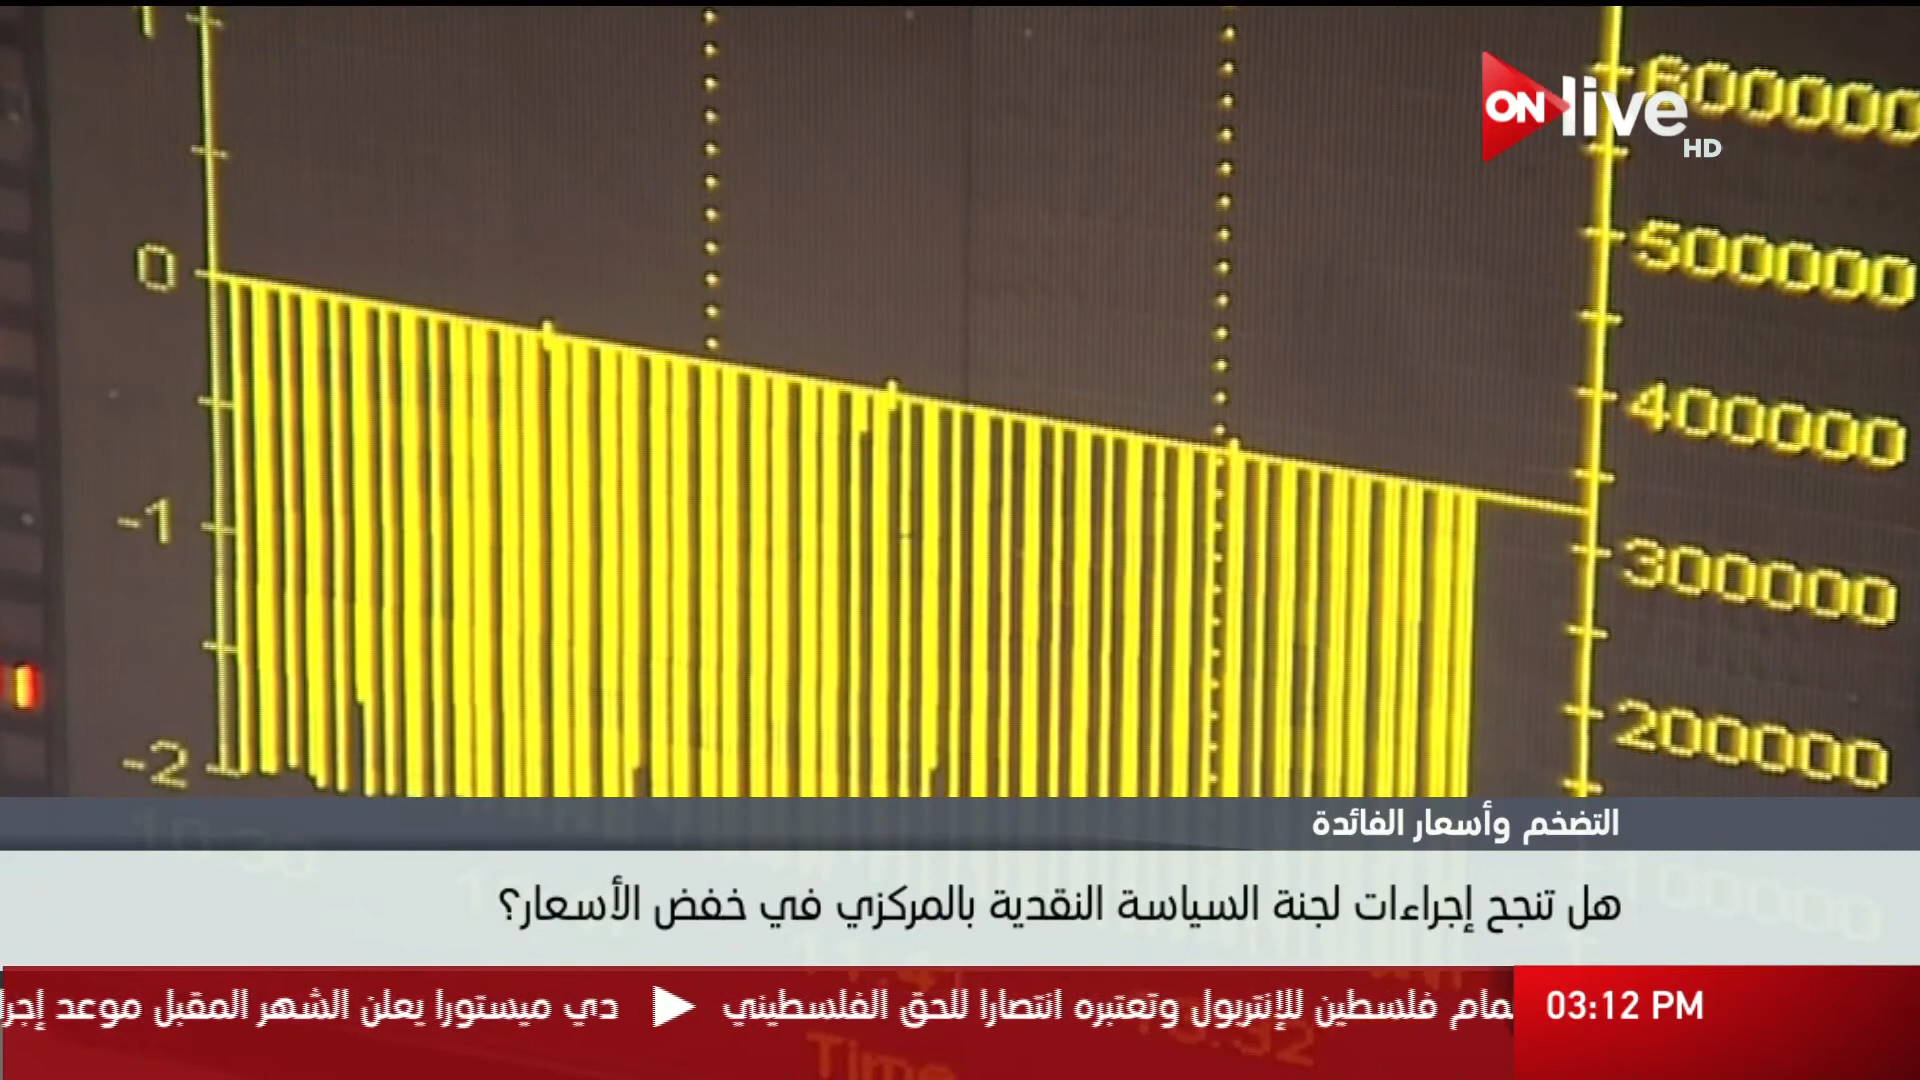 1
ON live
HD
600000
0
500000
400000
-1
300000
200000
-2
التضخم وأسعار الفائدة
هل تنجح إجراءات لجنة السياسة النقدية بالمركزي في خفض الأسعار؟
فلسطين للإنتربول وتعتبره انتصارا للحق الفلسطيني
دي ميستورا يعلن الشهر المقبل موعد
03:12 PM
100000
Time